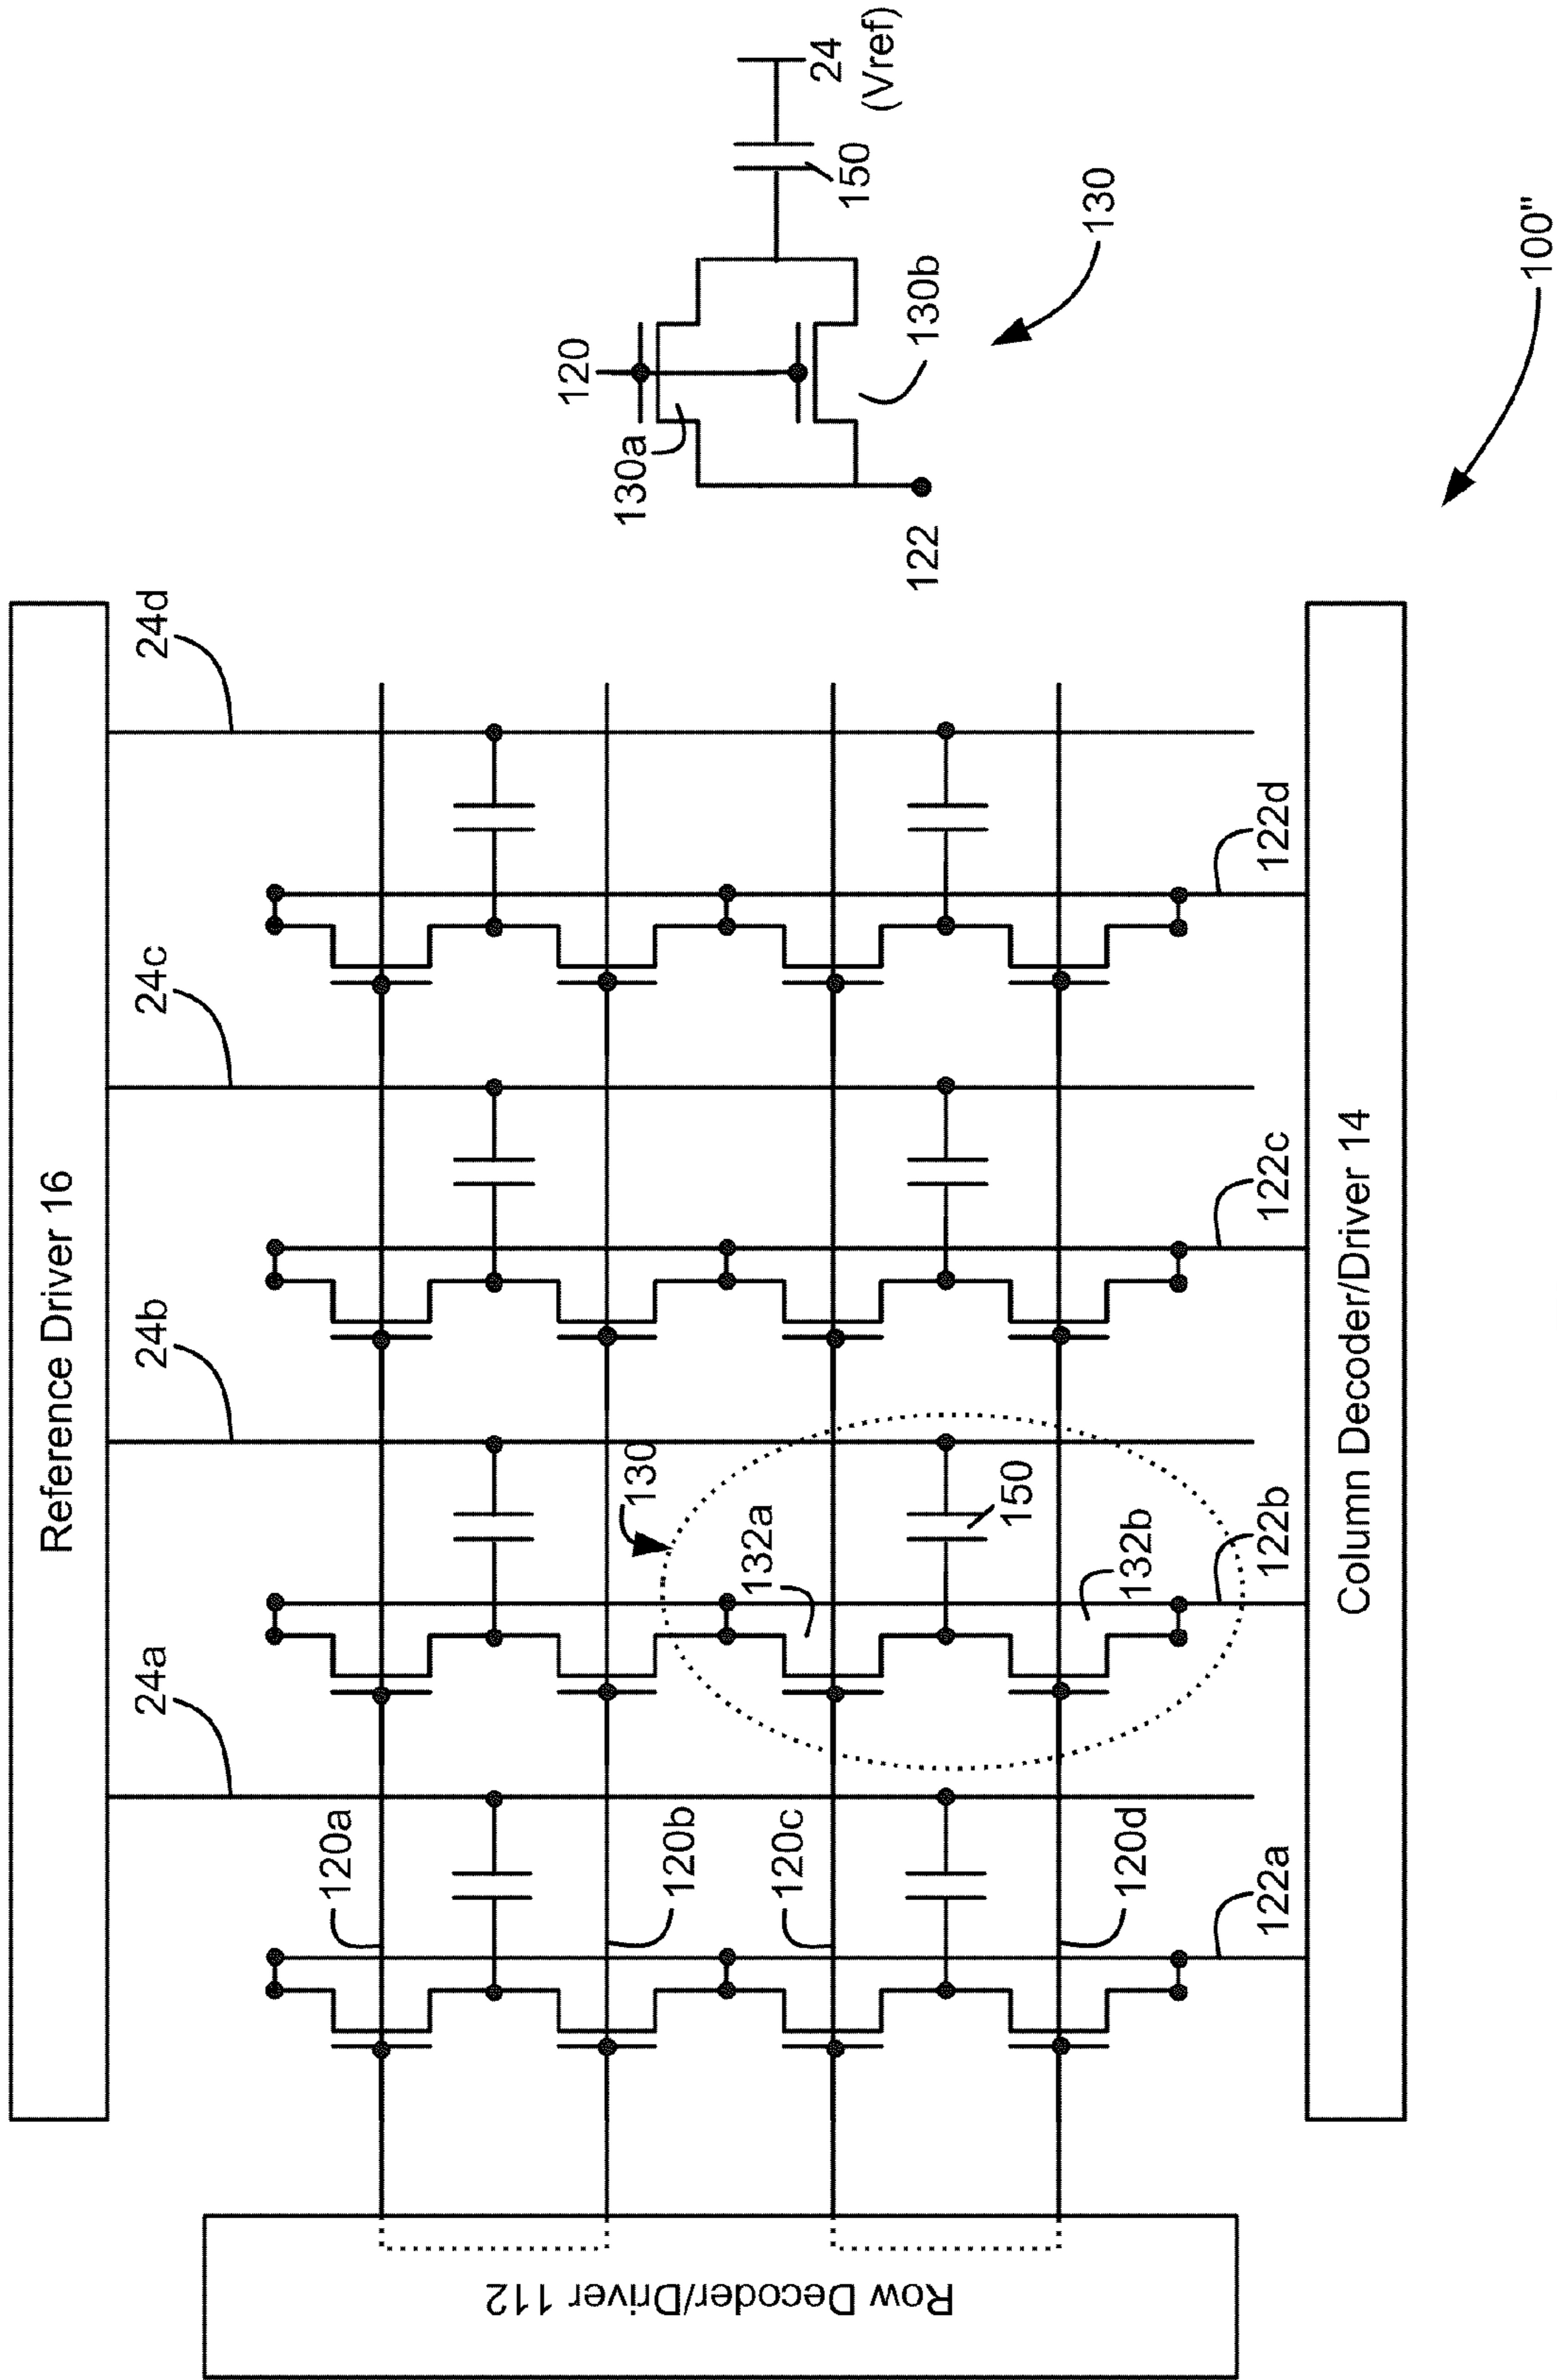 Reference Driver 16
24a
24b
24c
24d
120a
120b
120c
120d
130
132a
150
132b
122a
122b
122c
122d
Row Decoder/Driver 112
Column Decoder/Driver 14
120
130a
130b
122
150
24
(Vref)
130
100"